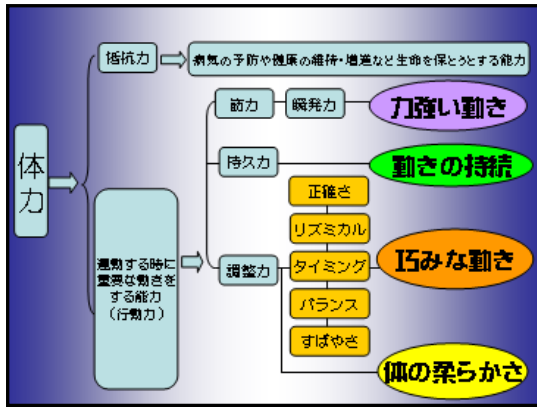 体
力
抵抗力
病気の予防や健康の維持・増進など生命を保とうとする能力
運動する時に
重要な働きを
する能力
（行動力）
筋力
瞬発力
力強い動き
持久力
動きの持続
調整力
正確さ
リズミカル
タイミング
バランス
すばやさ
巧みな動き
体の柔らかさ